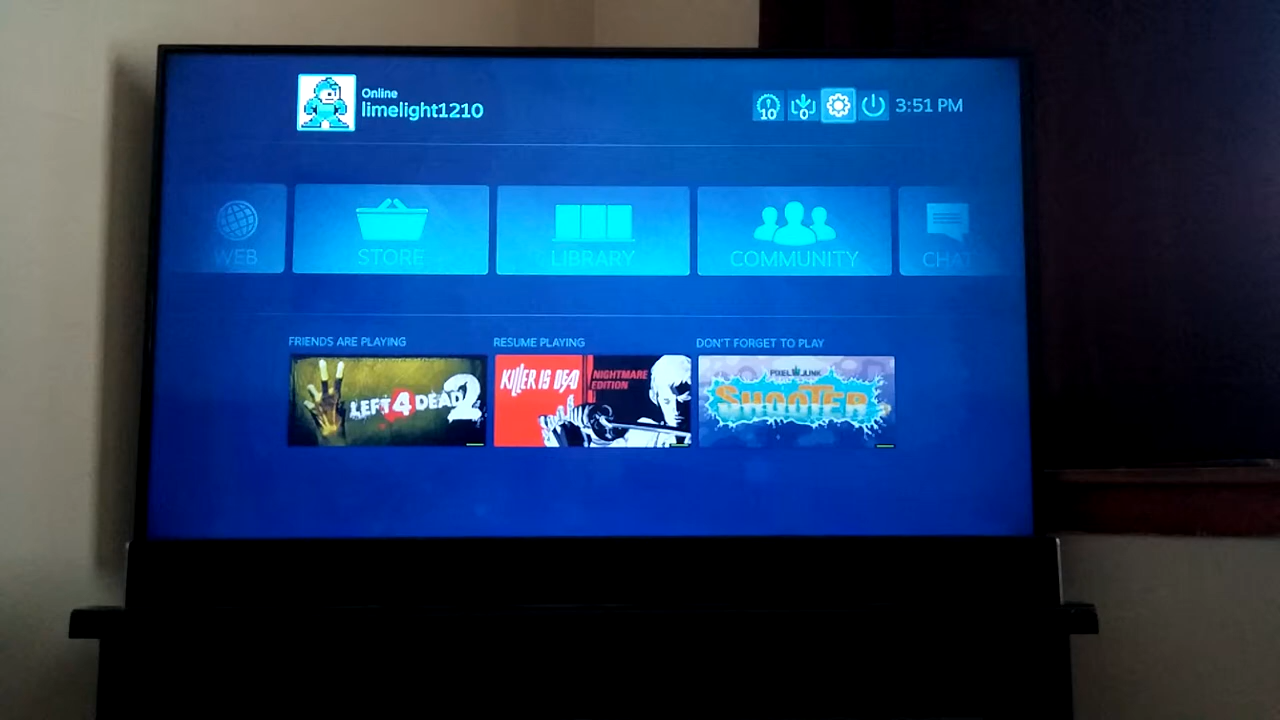 Online
limelight1210
10
0
3:51 PM
WEB
STORE
LIBRARY
COMMUNITY
CHAT
FRIENDS ARE PLAYING
RESUME PLAYING
DON'T FORGET TO PLAY
LEFT 4 DEAD 2
KILLER IS DEAD
NIGHTMARE
EDITION
PIXELJUNK
SHOOTER